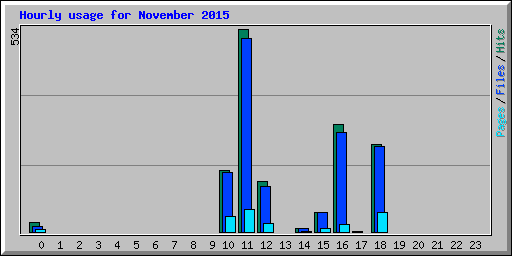 Hourly usage for November 2015
534
Pages/Files/Hits
0 1 2 3 4 5 6 7 8 9 10 11 12 13 14 15 16 17 18 19 20 21 22 23